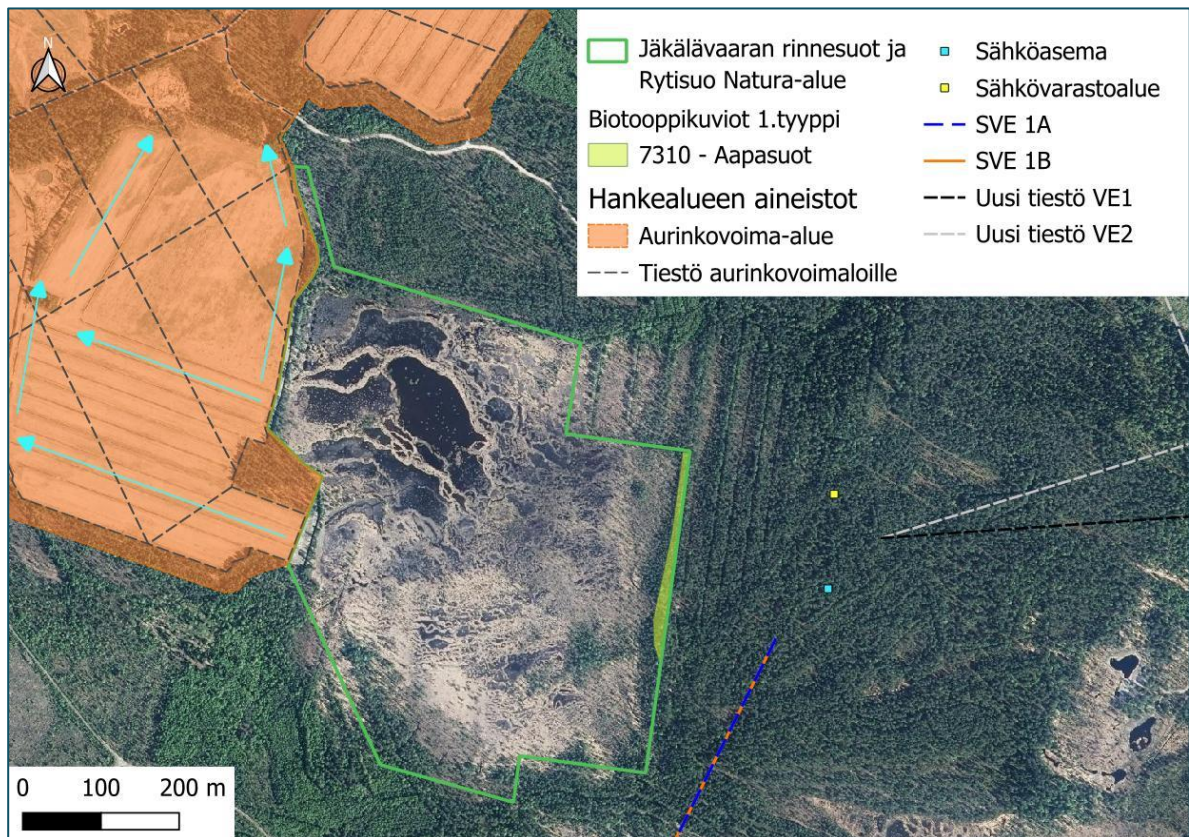 N
Jäkälävaaran rinnesuot ja
Rytisuo Natura-alue
Biotooppikuviot 1.tyyppi
7310 - Aapasuot
Hankealueen aineistot
Aurinkovoima-alue
Tiestö aurinkovoimaloille
Sähköasema
Sähkövarastoalue
SVE 1A
SVE 1B
Uusi tiestö VE1
Uusi tiestö VE2
0 100 200 m